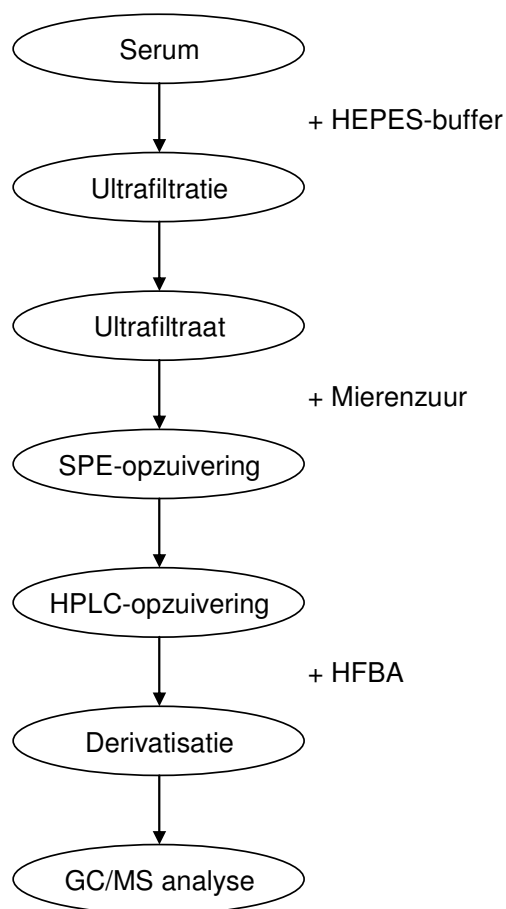 Serum
+ HEPES-buffer
Ultrafiltratie
Ultrafiltraat
+ Mierenzuur
SPE-opzuivering
HPLC-opzuivering
+ HFBA
Derivatisatie
GC/MS analyse